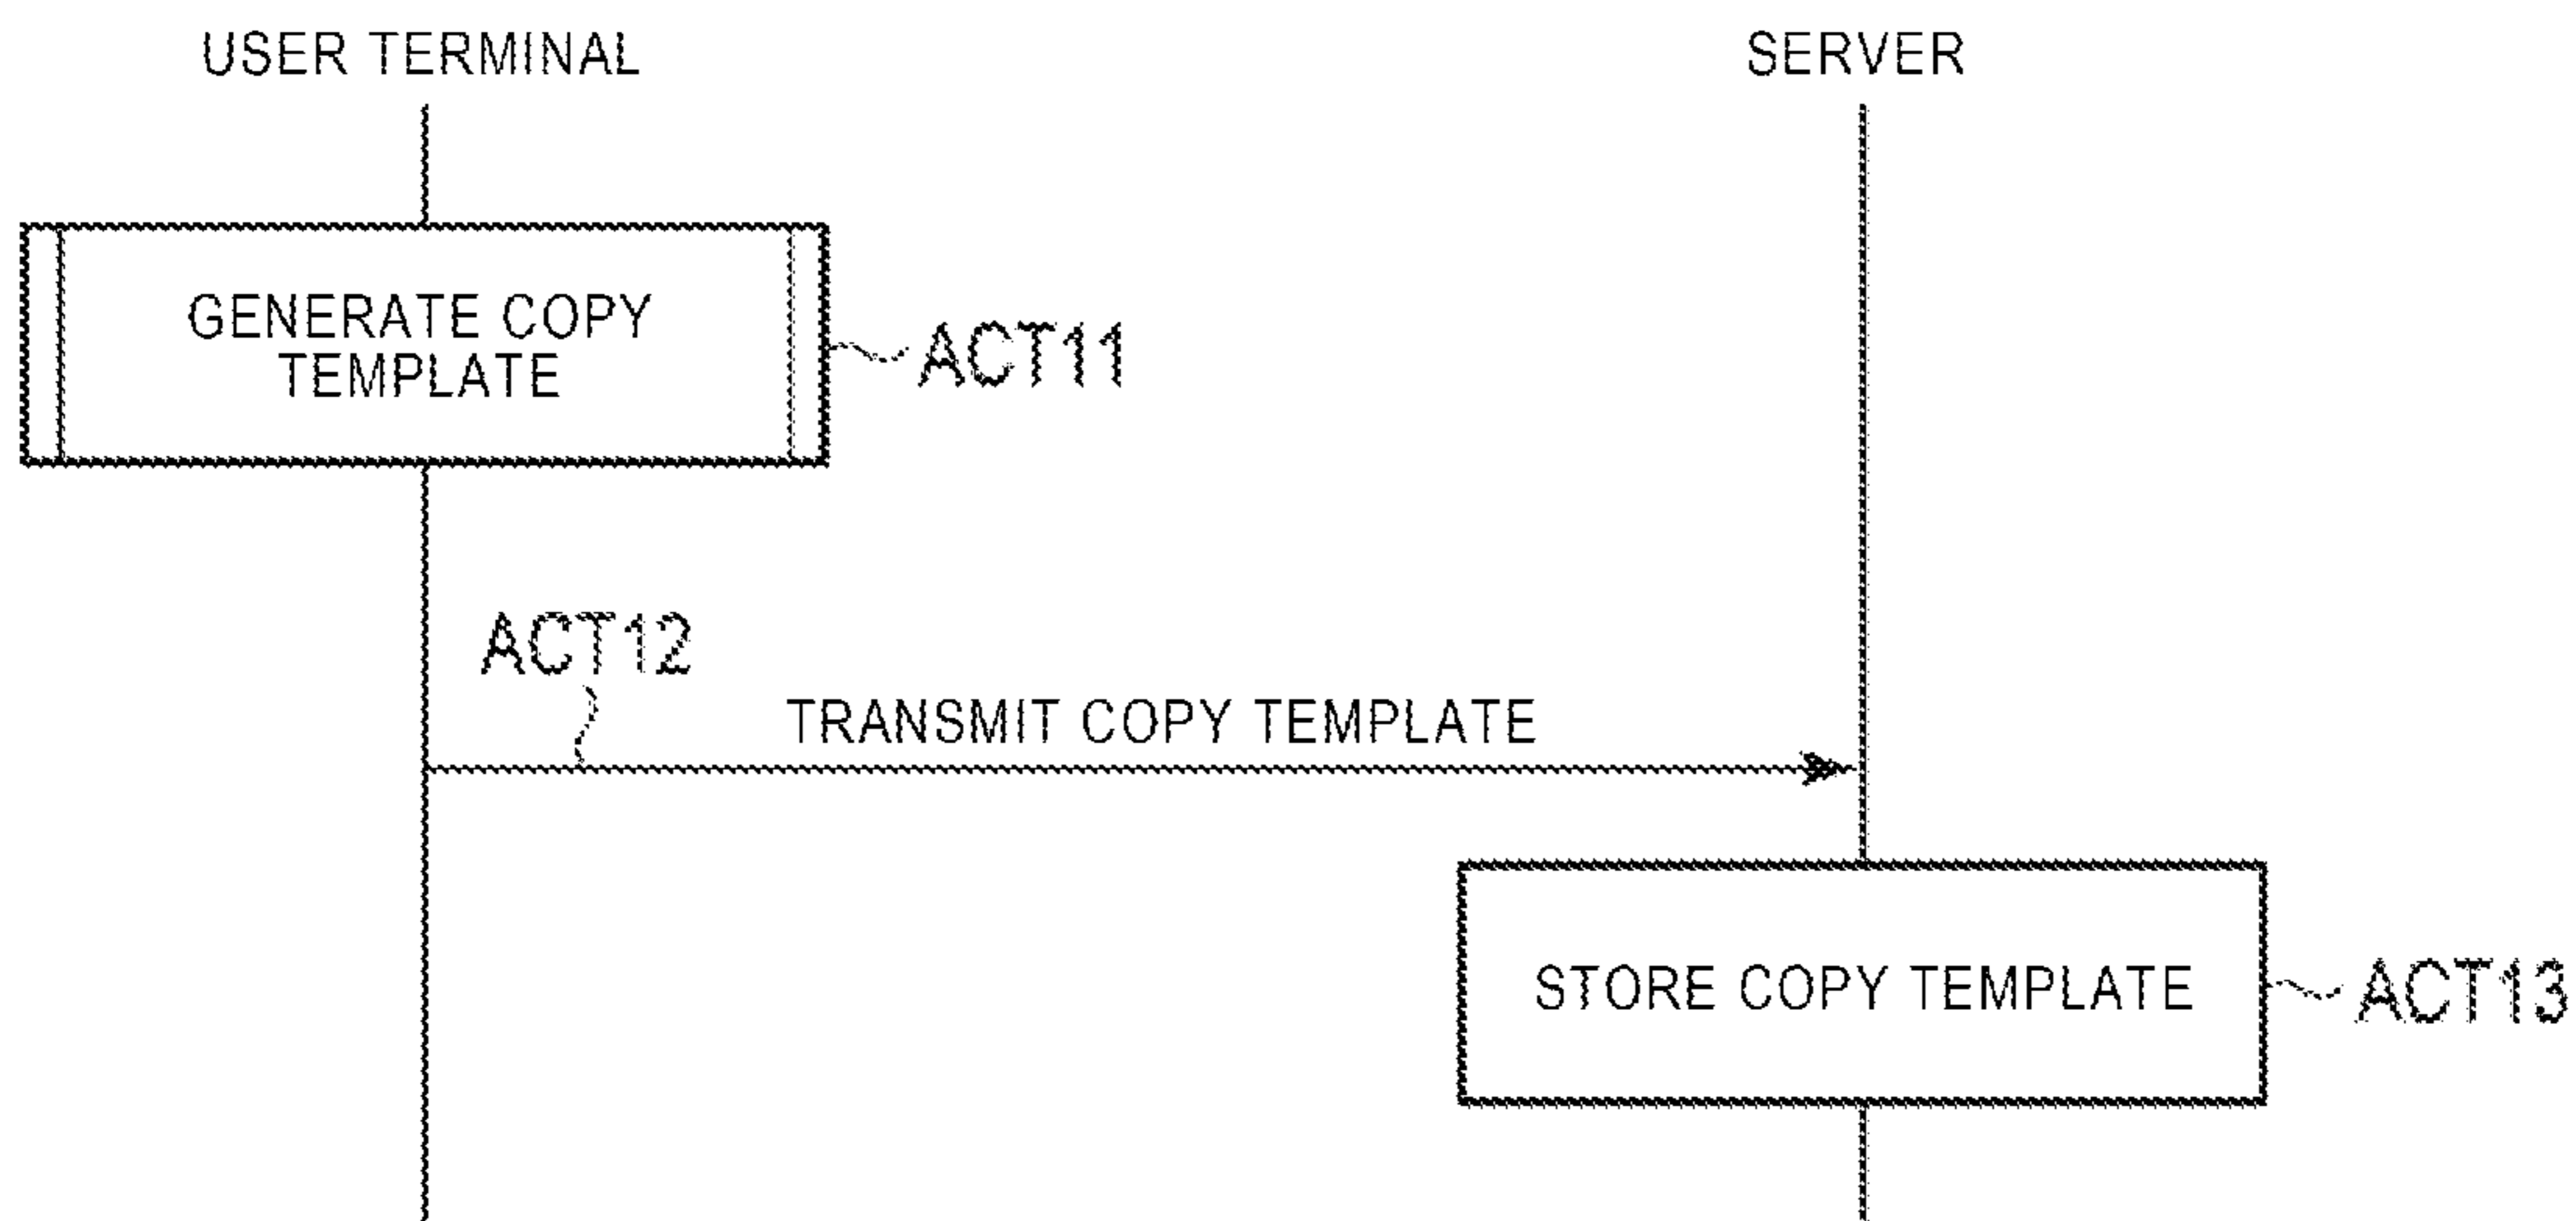 USER TERMINAL
SERVER
GENERATE COPY
TEMPLATE
ACT11
ACT12
TRANSMIT COPY TEMPLATE
STORE COPY TEMPLATE
ACT13